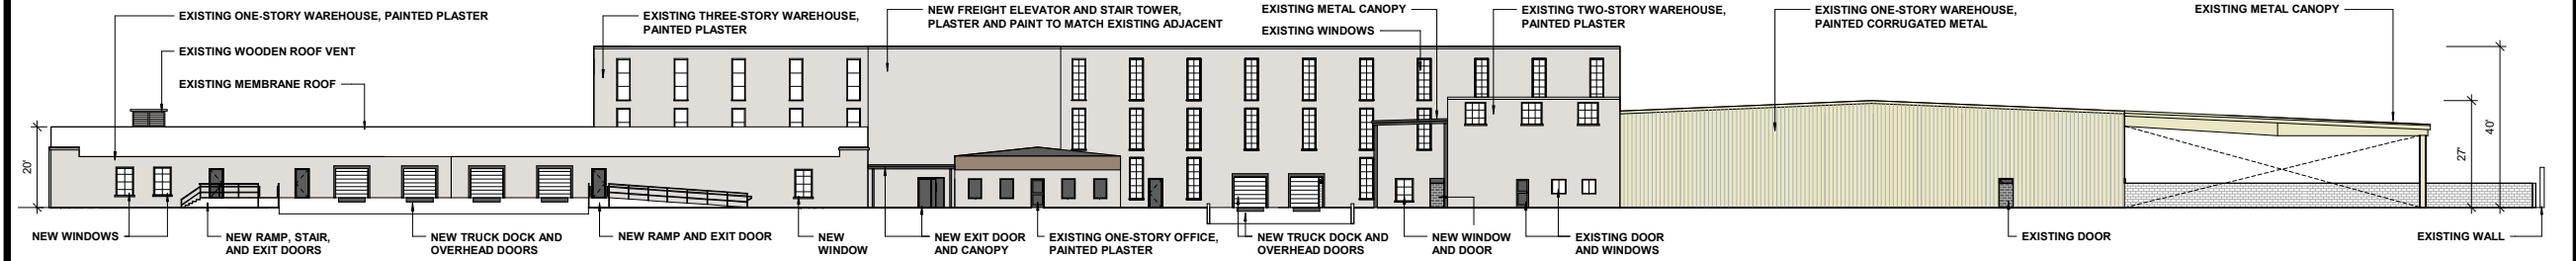 EXISTING ONE-STORY WAREHOUSE, PAINTED PLASTER
EXISTING WOODEN ROOF VENT
EXISTING MEMBRANE ROOF
EXISTING THREE-STORY WAREHOUSE,
PAINTED PLASTER
NEW FREIGHT ELEVATOR AND STAIR TOWER,
PLASTER AND PAINT TO MATCH EXISTING ADJACENT
EXISTING METAL CANOPY
EXISTING WINDOWS
EXISTING TWO-STORY WAREHOUSE,
PAINTED PLASTER
EXISTING ONE-STORY WAREHOUSE,
PAINTED CORRUGATED METAL
EXISTING METAL CANOPY
20'
27'
40'
NEW WINDOWS
NEW RAMP, STAIR,
AND EXIT DOORS
NEW TRUCK DOCK AND
OVERHEAD DOORS
NEW RAMP AND EXIT DOOR
NEW
WINDOW
NEW EXIT DOOR
AND CANOPY
EXISTING ONE-STORY OFFICE,
PAINTED PLASTER
NEW TRUCK DOCK AND
OVERHEAD DOORS
NEW WINDOW
AND DOOR
EXISTING DOOR
AND WINDOWS
EXISTING DOOR
EXISTING WALL